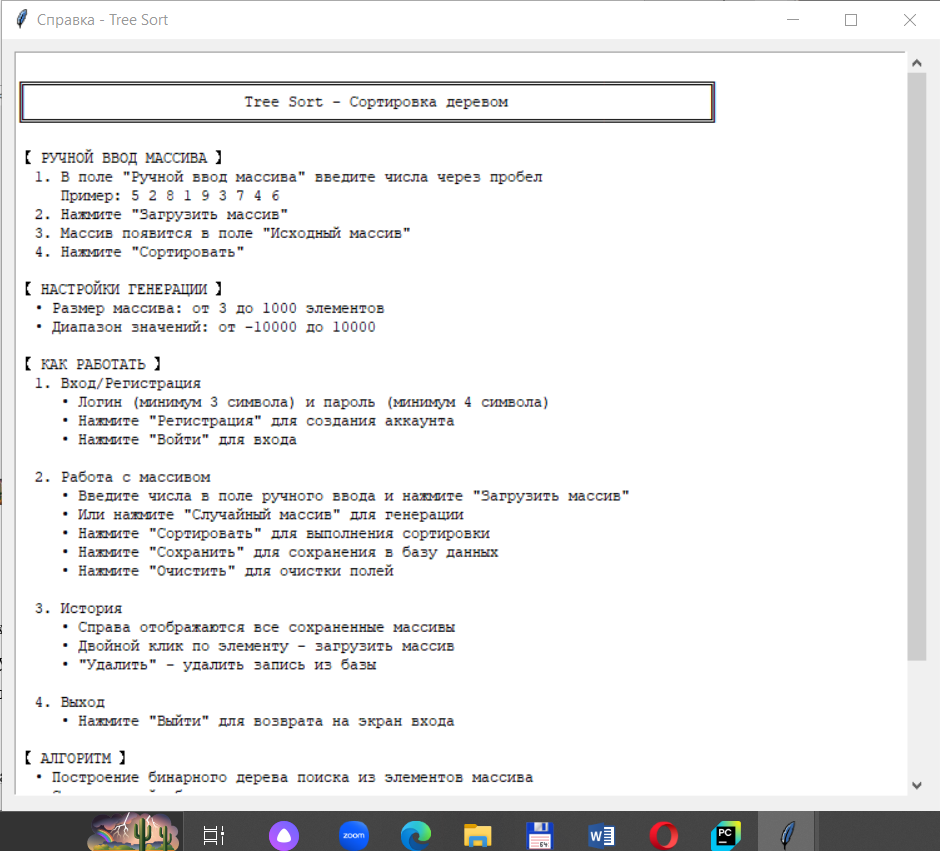 Справка - Tree Sort
Tree Sort - Сортировка деревом
【 РУЧНОЙ ВВОД МАССИВА 】
1. В поле "Ручной ввод массива" введите числа через пробел
Пример: 5 2 8 1 9 3 7 4 6
2. Нажмите "Загрузить массив"
3. Массив появится в поле "Исходный массив"
4. Нажмите "Сортировать"
【 НАСТРОЙКИ ГЕНЕРАЦИИ 】
• Размер массива: от 3 до 1000 элементов
• Диапазон значений: от -10000 до 10000
【 КАК РАБОТАТЬ 】
1. Вход/Регистрация
• Логин (минимум 3 символа) и пароль (минимум 4 символа)
• Нажмите "Регистрация" для создания аккаунта
• Нажмите "Войти" для входа
2. Работа с массивом
• Введите числа в поле ручного ввода и нажмите "Загрузить массив"
• Или нажмите "Случайный массив" для генерации
• Нажмите "Сортировать" для выполнения сортировки
• Нажмите "Сохранить" для сохранения в базу данных
• Нажмите "Очистить" для очистки полей
3. История
• Справа отображаются все сохраненные массивы
• Двойной клик по элементу - загрузить массив
• "Удалить" - удалить запись из базы
4. Выход
• Нажмите "Выйти" для возврата на экран входа
【 АЛГОРИТМ 】
• Построение бинарного дерева поиска из элементов массива
zoom
64
W
PC